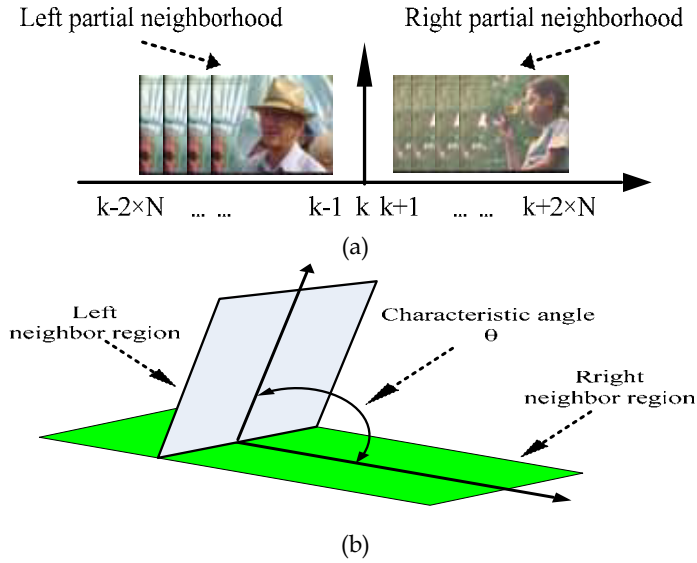 Left partial neighborhood
Right partial neighborhood
k-2×N ... ... k-1 k k+1 ... ... k+2×N
(a)
Left
neighbor region
Characteristic angle
Θ
Rright
neighbor region
(b)